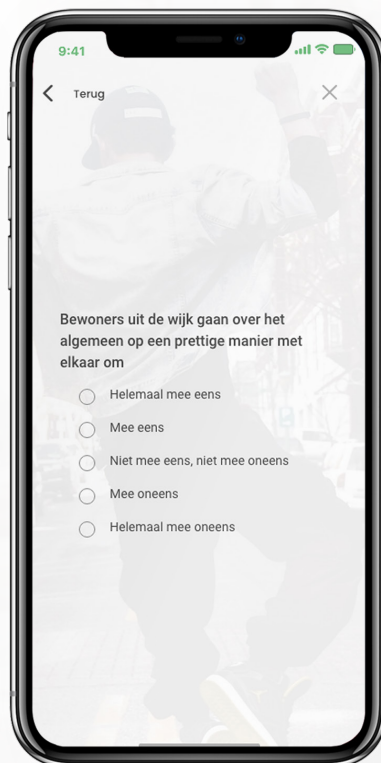 9:41
Terug
Bewoners uit de wijk gaan over het
algemeen op een prettige manier met
elkaar om
Helemaal mee eens
Mee eens
Niet mee eens, niet mee oneens
Mee oneens
Helemaal mee oneens